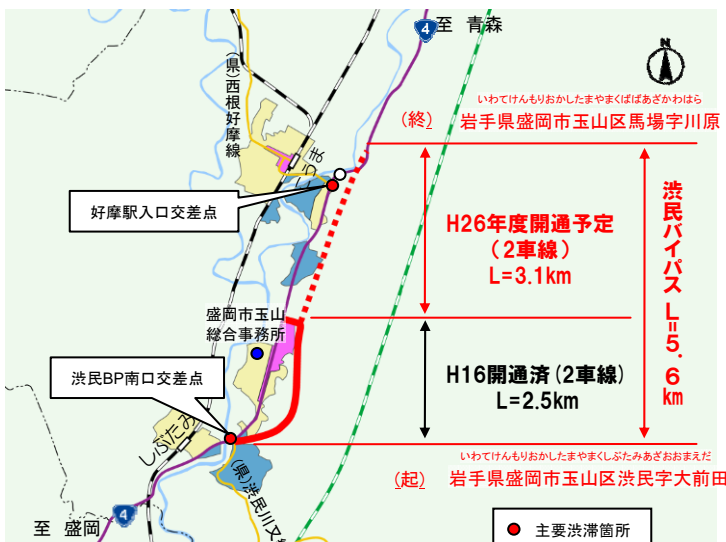 4
至 青森
N
(県)西根好摩線
いわてけんもりおかしたまやまくばばあざかわはら
(終)
岩手県盛岡市玉山区馬場字川原
こうま
好摩駅入口交差点
H26年度開通予定
(2車線)
L=3.1km
渋民バイパス L=5.6km
盛岡市玉山
総合事務所
渋民BP南口交差点
H16開通済(2車線)
L=2.5km
しぶたみ
いわてけんもりおかしたまやまくしぶたみあざおおまえだ
(起)
岩手県盛岡市玉山区渋民字大前田
(県)渋民川又
4
至 盛岡
主要渋滞箇所